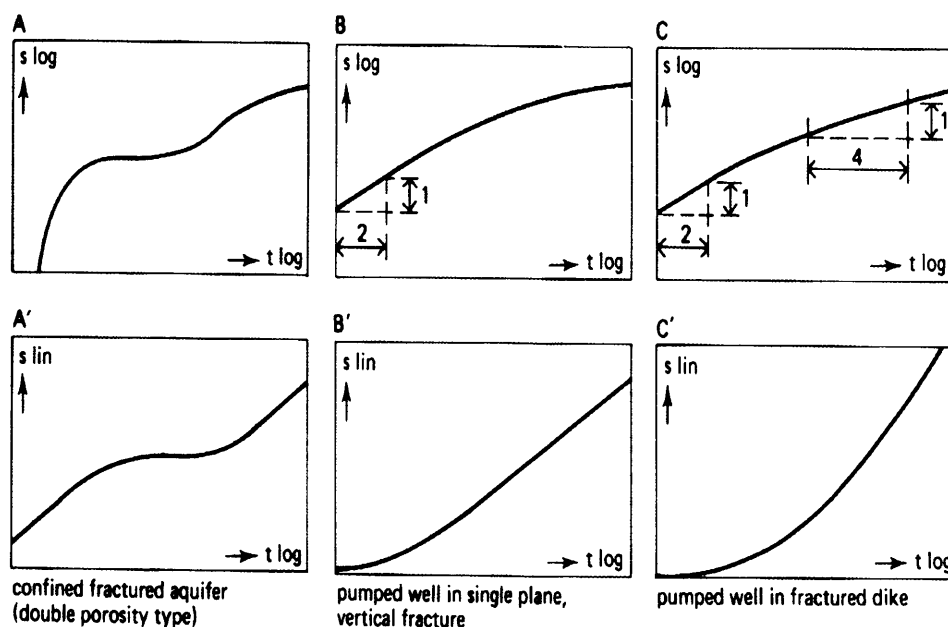 A
s log
t log
B
s log
1
2
t log
C
s log
1
4
1
2
t log
A'
s lin
t log
confined fractured aquifer
(double porosity type)
B'
s lin
t log
pumped well in single plane,
vertical fracture
C'
s lin
t log
pumped well in fractured dike